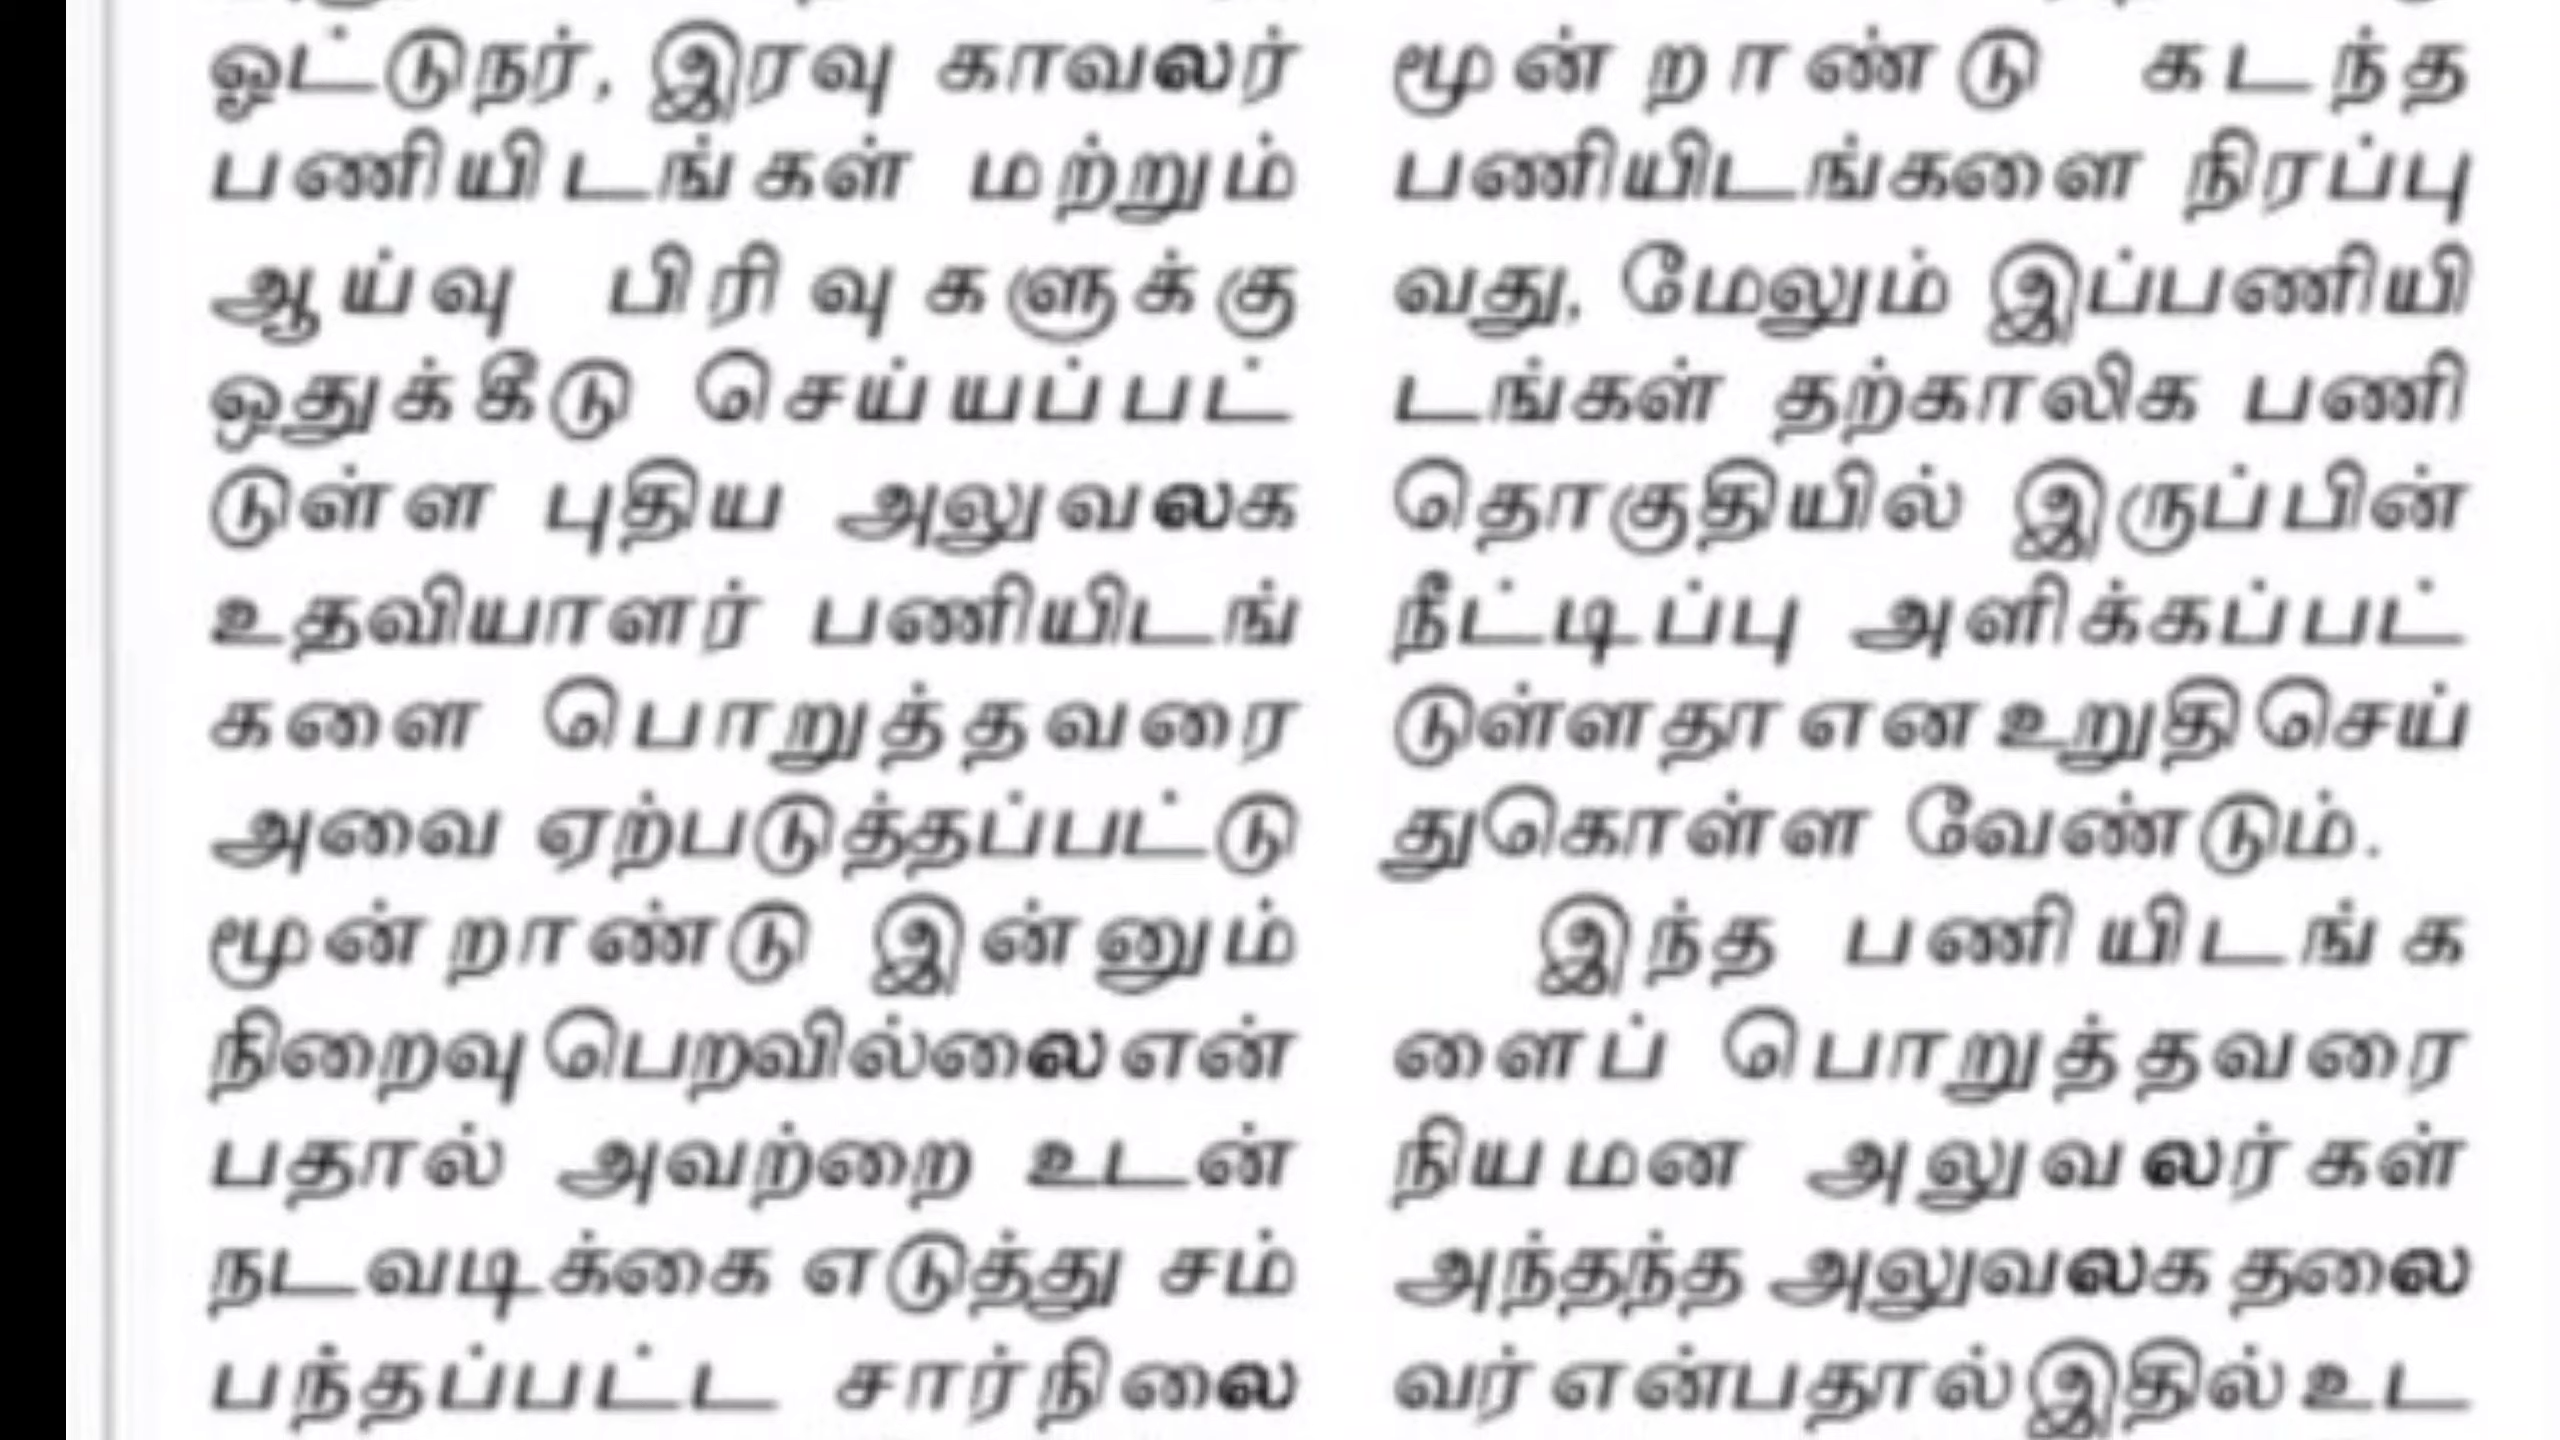 ஓட்டுநர், இரவு காவலர்
பணியிடங்கள் மற்றும்
ஆய்வு பிரிவுகளுக்கு
ஒதுக்கீடு செய்யப்பட்
டுள்ள புதிய அலுவலக
உதவியாளர் பணியிடங்
களை பொறுத்தவரை
அவை ஏற்படுத்தப்பட்டு
மூன்றாண்டு இன்னும்
நிறைவு பெறவில்லை என்
பதால் அவற்றை உடன்
நடவடிக்கை எடுத்து சம்
பந்தப்பட்ட சார்நிலை
மூன்றாண்டு கடந்த
பணியிடங்களை நிரப்பு
வது, மேலும் இப்பணியி
டங்கள் தற்காலிக பணி
தொகுதியில் இருப்பின்
நீட்டிப்பு அளிக்கப்பட்
டுள்ளதா என உறுதி செய்
துகொள்ள வேண்டும்.
இந்த பணியிடங்க
ளைப் பொறுத்தவரை
நியமன அலுவலர்கள்
அந்தந்த அலுவலக தலை
வர் என்பதால் இதில் உட